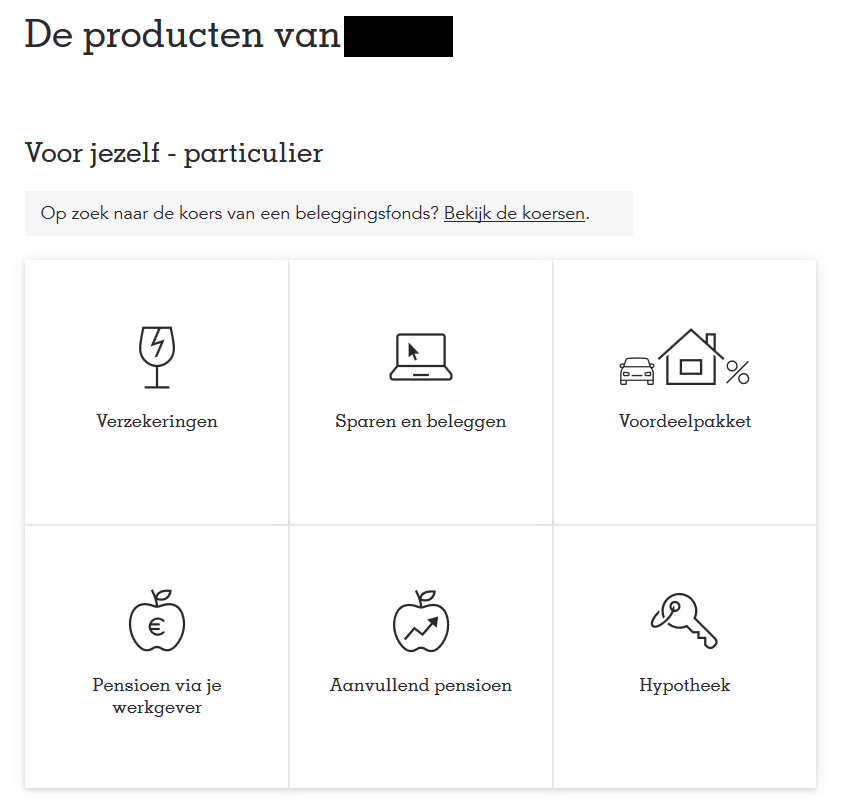 De producten van
Voor jezelf - particulier
Op zoek naar de koers van een beleggingsfonds? Bekijk de koersen.
Verzekeringen
Sparen en beleggen
Voordeelpakket
Pensioen via je
werkgever
Aanvullend pensioen
Hypotheek